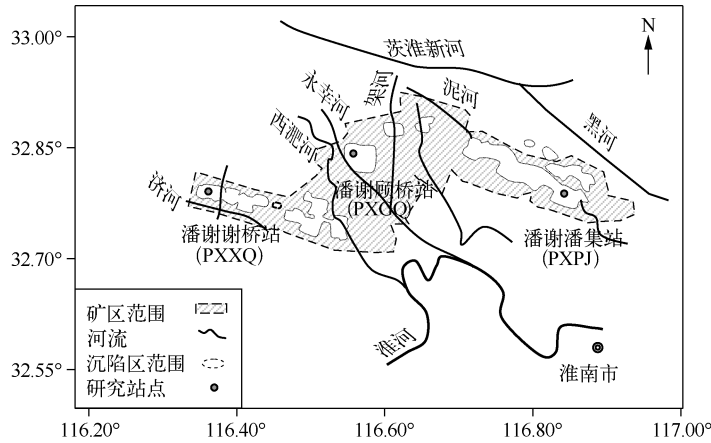 33.00°
32.85°
32.70°
32.55°
N
茨淮新河
架河
泥河
永幸河
西淝河
黑河
济河
潘谢顾桥站
(PXGQ)
潘谢谢桥站
(PXXQ)
潘谢潘集站
(PXPJ)
淮河
淮南市
矿区范围
河流
沉陷区范围
研究站点
116.20°
116.40°
116.60°
116.80°
117.00°